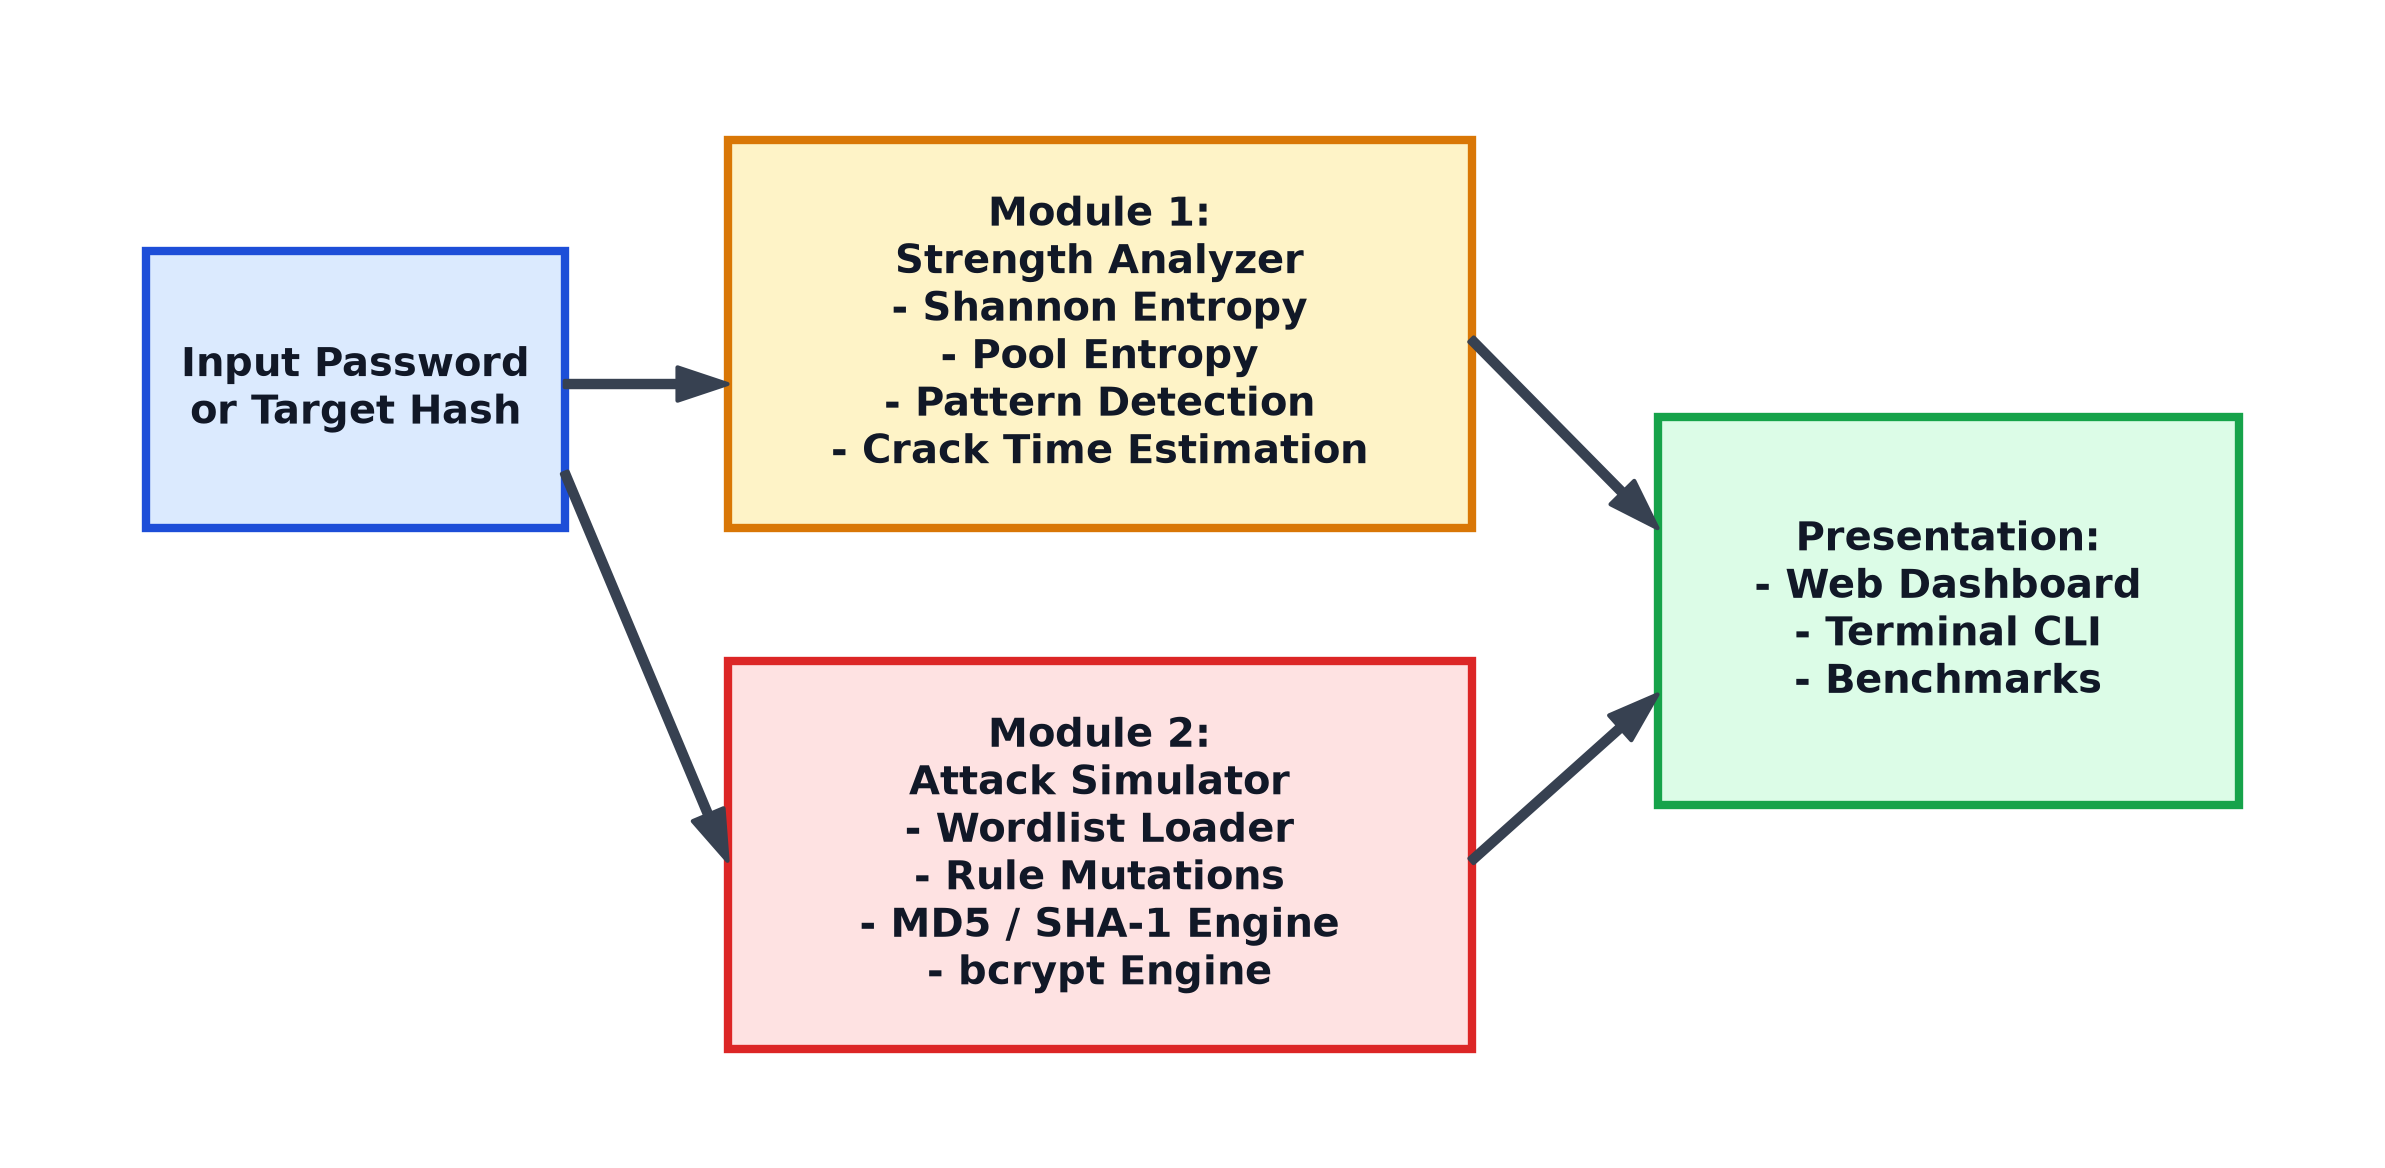 Input Password
or Target Hash
Module 1:
Strength Analyzer
- Shannon Entropy
- Pool Entropy
- Pattern Detection
- Crack Time Estimation
Module 2:
Attack Simulator
- Wordlist Loader
- Rule Mutations
- MD5 / SHA-1 Engine
- bcrypt Engine
Presentation:
- Web Dashboard
- Terminal CLI
- Benchmarks